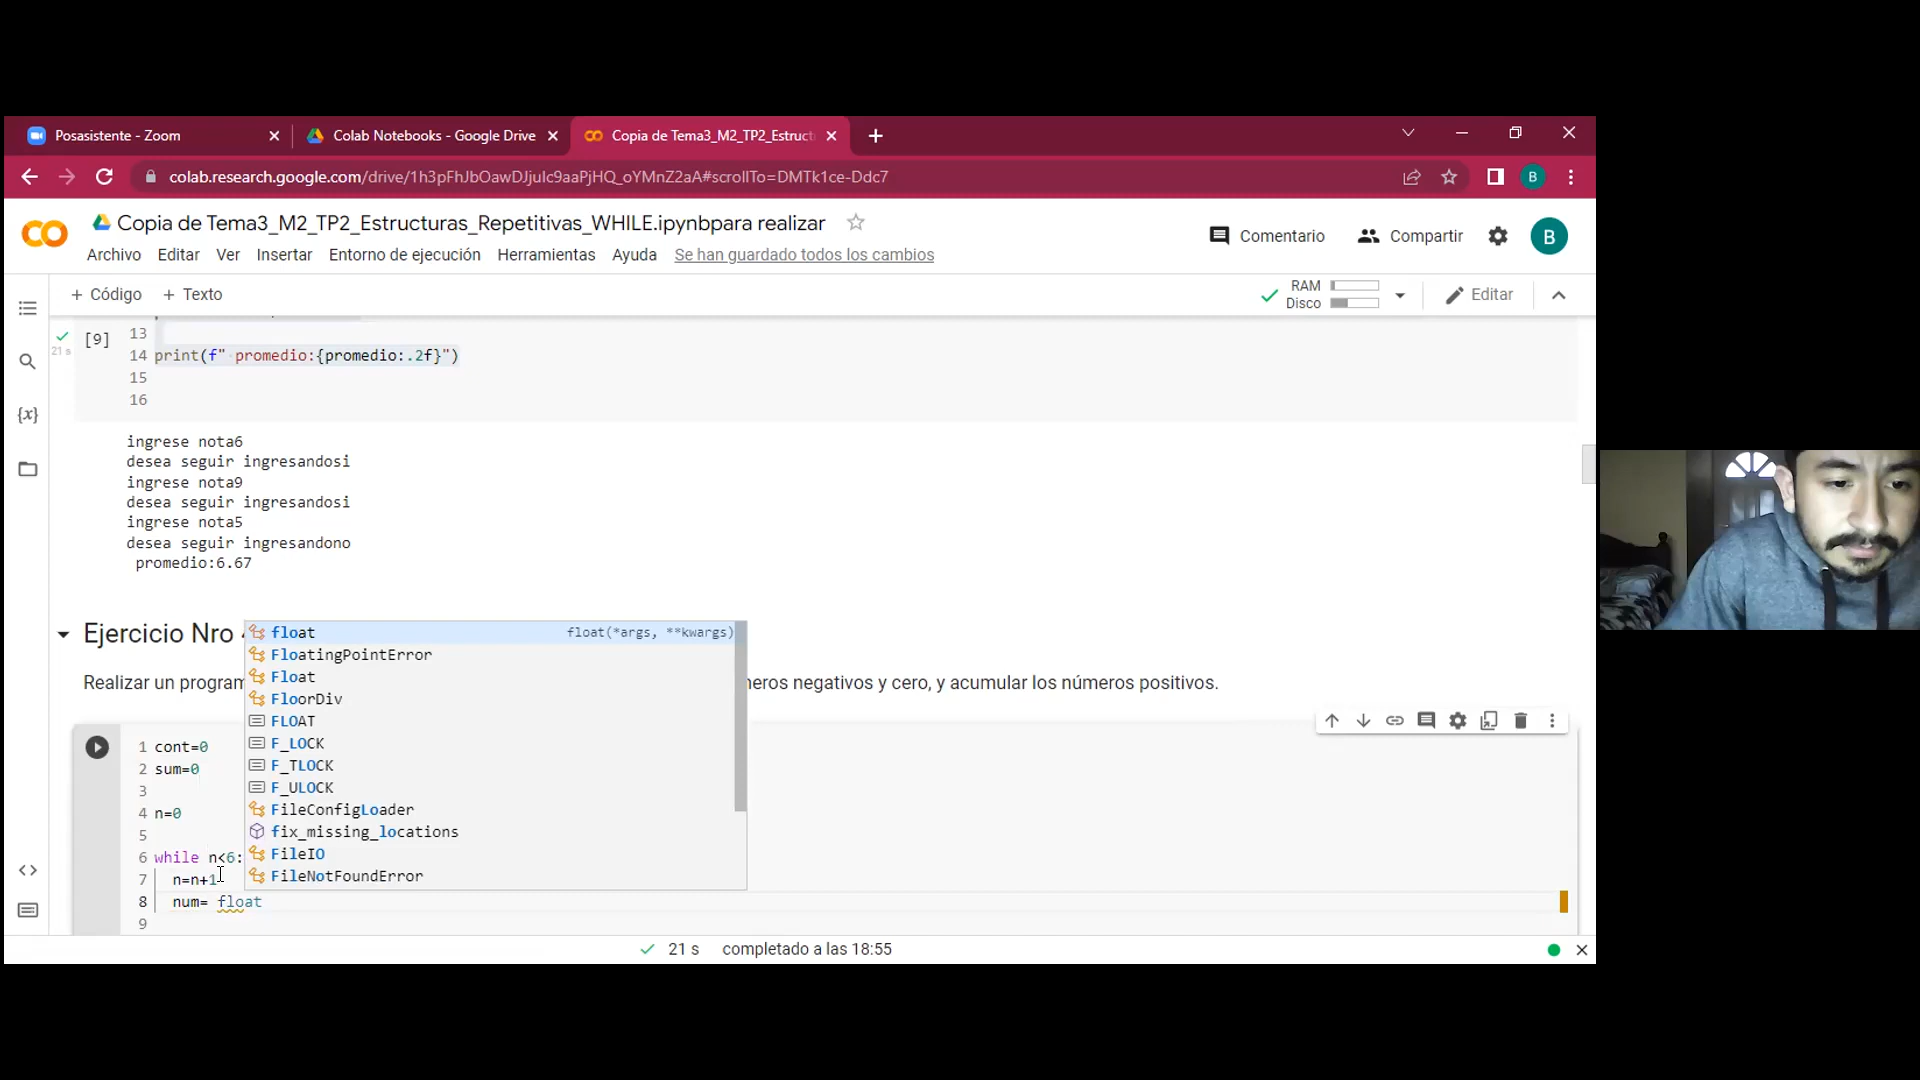 Posasistente - Zoom
Colab Notebooks - Google Drive
Copia de Tema3_M2_TP2_Estruct
colab.research.google.com/drive/1h3pFhJbOawDJjuIc9aaPjHQ_oYMnZ2aA#scrollTo=DMTk1ce-Ddc7
B
Copia de Tema3_M2_TP2_Estructuras_Repetitivas_WHILE.ipynbpara realizar
Comentario
Compartir
B
Archivo Editar Ver Insertar Entorno de ejecución Herramientas Ayuda Se han guardado todos los cambios
+ Código + Texto
RAM
Disco
Editar
[9]
21 s
13
14 print(f" promedio:{promedio:.2f}")
15
16
ingrese nota6
desea seguir ingresandosi
ingrese nota9
desea seguir ingresandosi
ingrese nota5
desea seguir ingresandono
promedio:6.67
Ejercicio Nro
Realizar un program
neros negativos y cero, y acumular los números positivos.
float float(*args, **kwargs)
FloatingPointError
Float
FloorDiv
FLOAT
F_LOCK
F_TLOCK
F_ULOCK
FileConfigLoader
fix_missing_locations
FileIO
FileNotFoundError
1 cont=0
2 sum=0
3
4 n=0
5
6 while n<6:
7 n=n+1
8 num= float
9
21 s completado a las 18:55